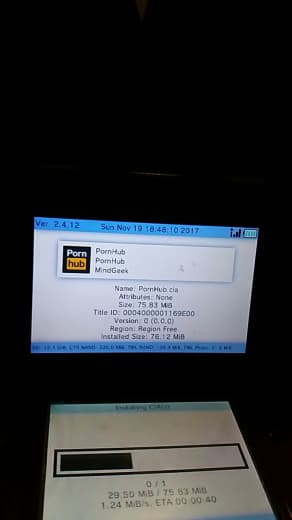 Ver. 2.4.12 Sun Nov 19 18:48:10 2017
Porn
hub
PornHub
PornHub
MindGeek
Name: PornHub.cia
Attributes: None
Size: 75.83 MiB
Title ID: 0004000001169E00
Version: 0 (0.0.0)
Region: Region Free
Installed Size: 76.12 MiB
Installing CIA(s)
0 / 1
29.50 MiB / 75.83 MiB
1.24 MiB/s, ETA 00:00:40